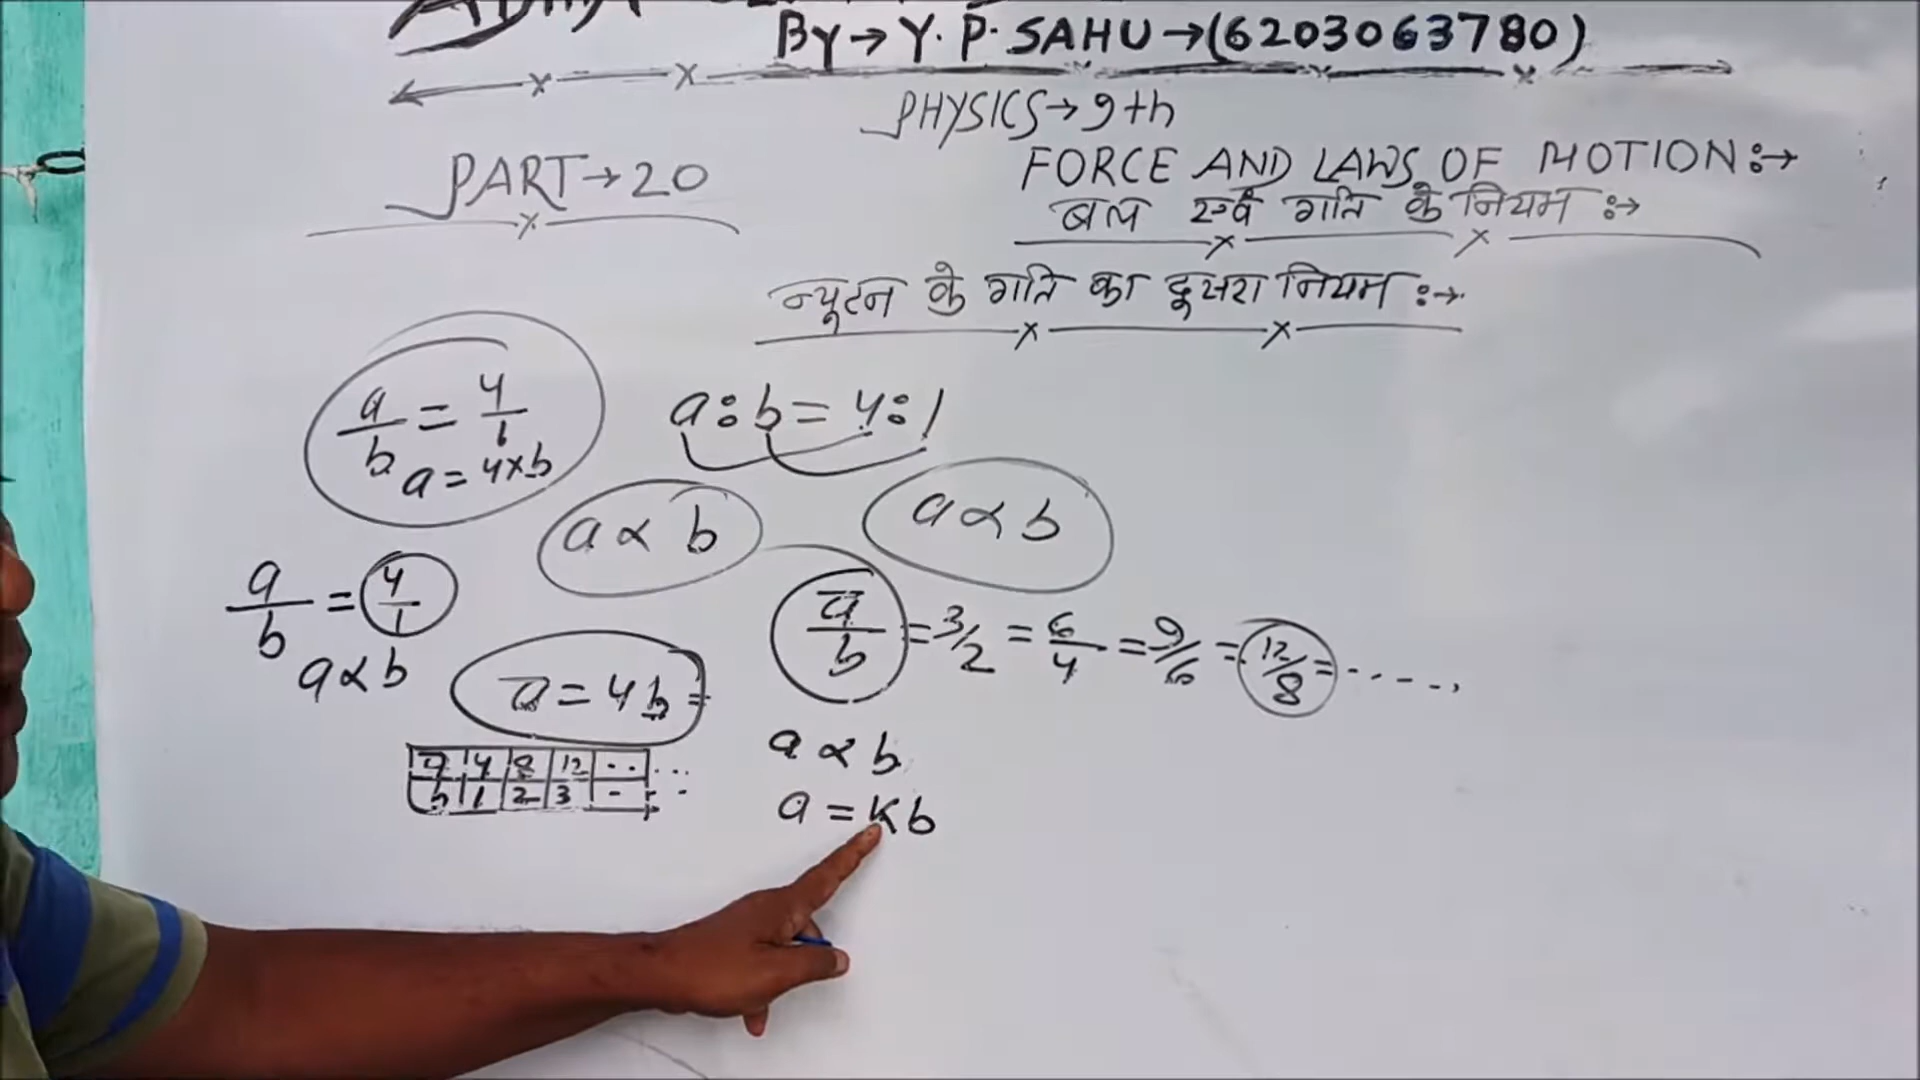 By→Y.P.SAHU→(6203063780)
PHYSICS→9th
PART→20
FORCE AND LAWS OF MOTION:→
बल एवं गति के नियम :→
न्यूटन के गति का दूसरा नियम :→
a/b = 4/1
a = 4×b
a:b = 4:1
a ∝ b
a ∝ b
a/b = 4/1
a ∝ b
a = 4b =
a/b = 3/2 = 6/4 = 9/6 = 12/8 = -----,
a 4 8 12 .. ...
b 1 2 3 - - ..
a ∝ b
a = kb